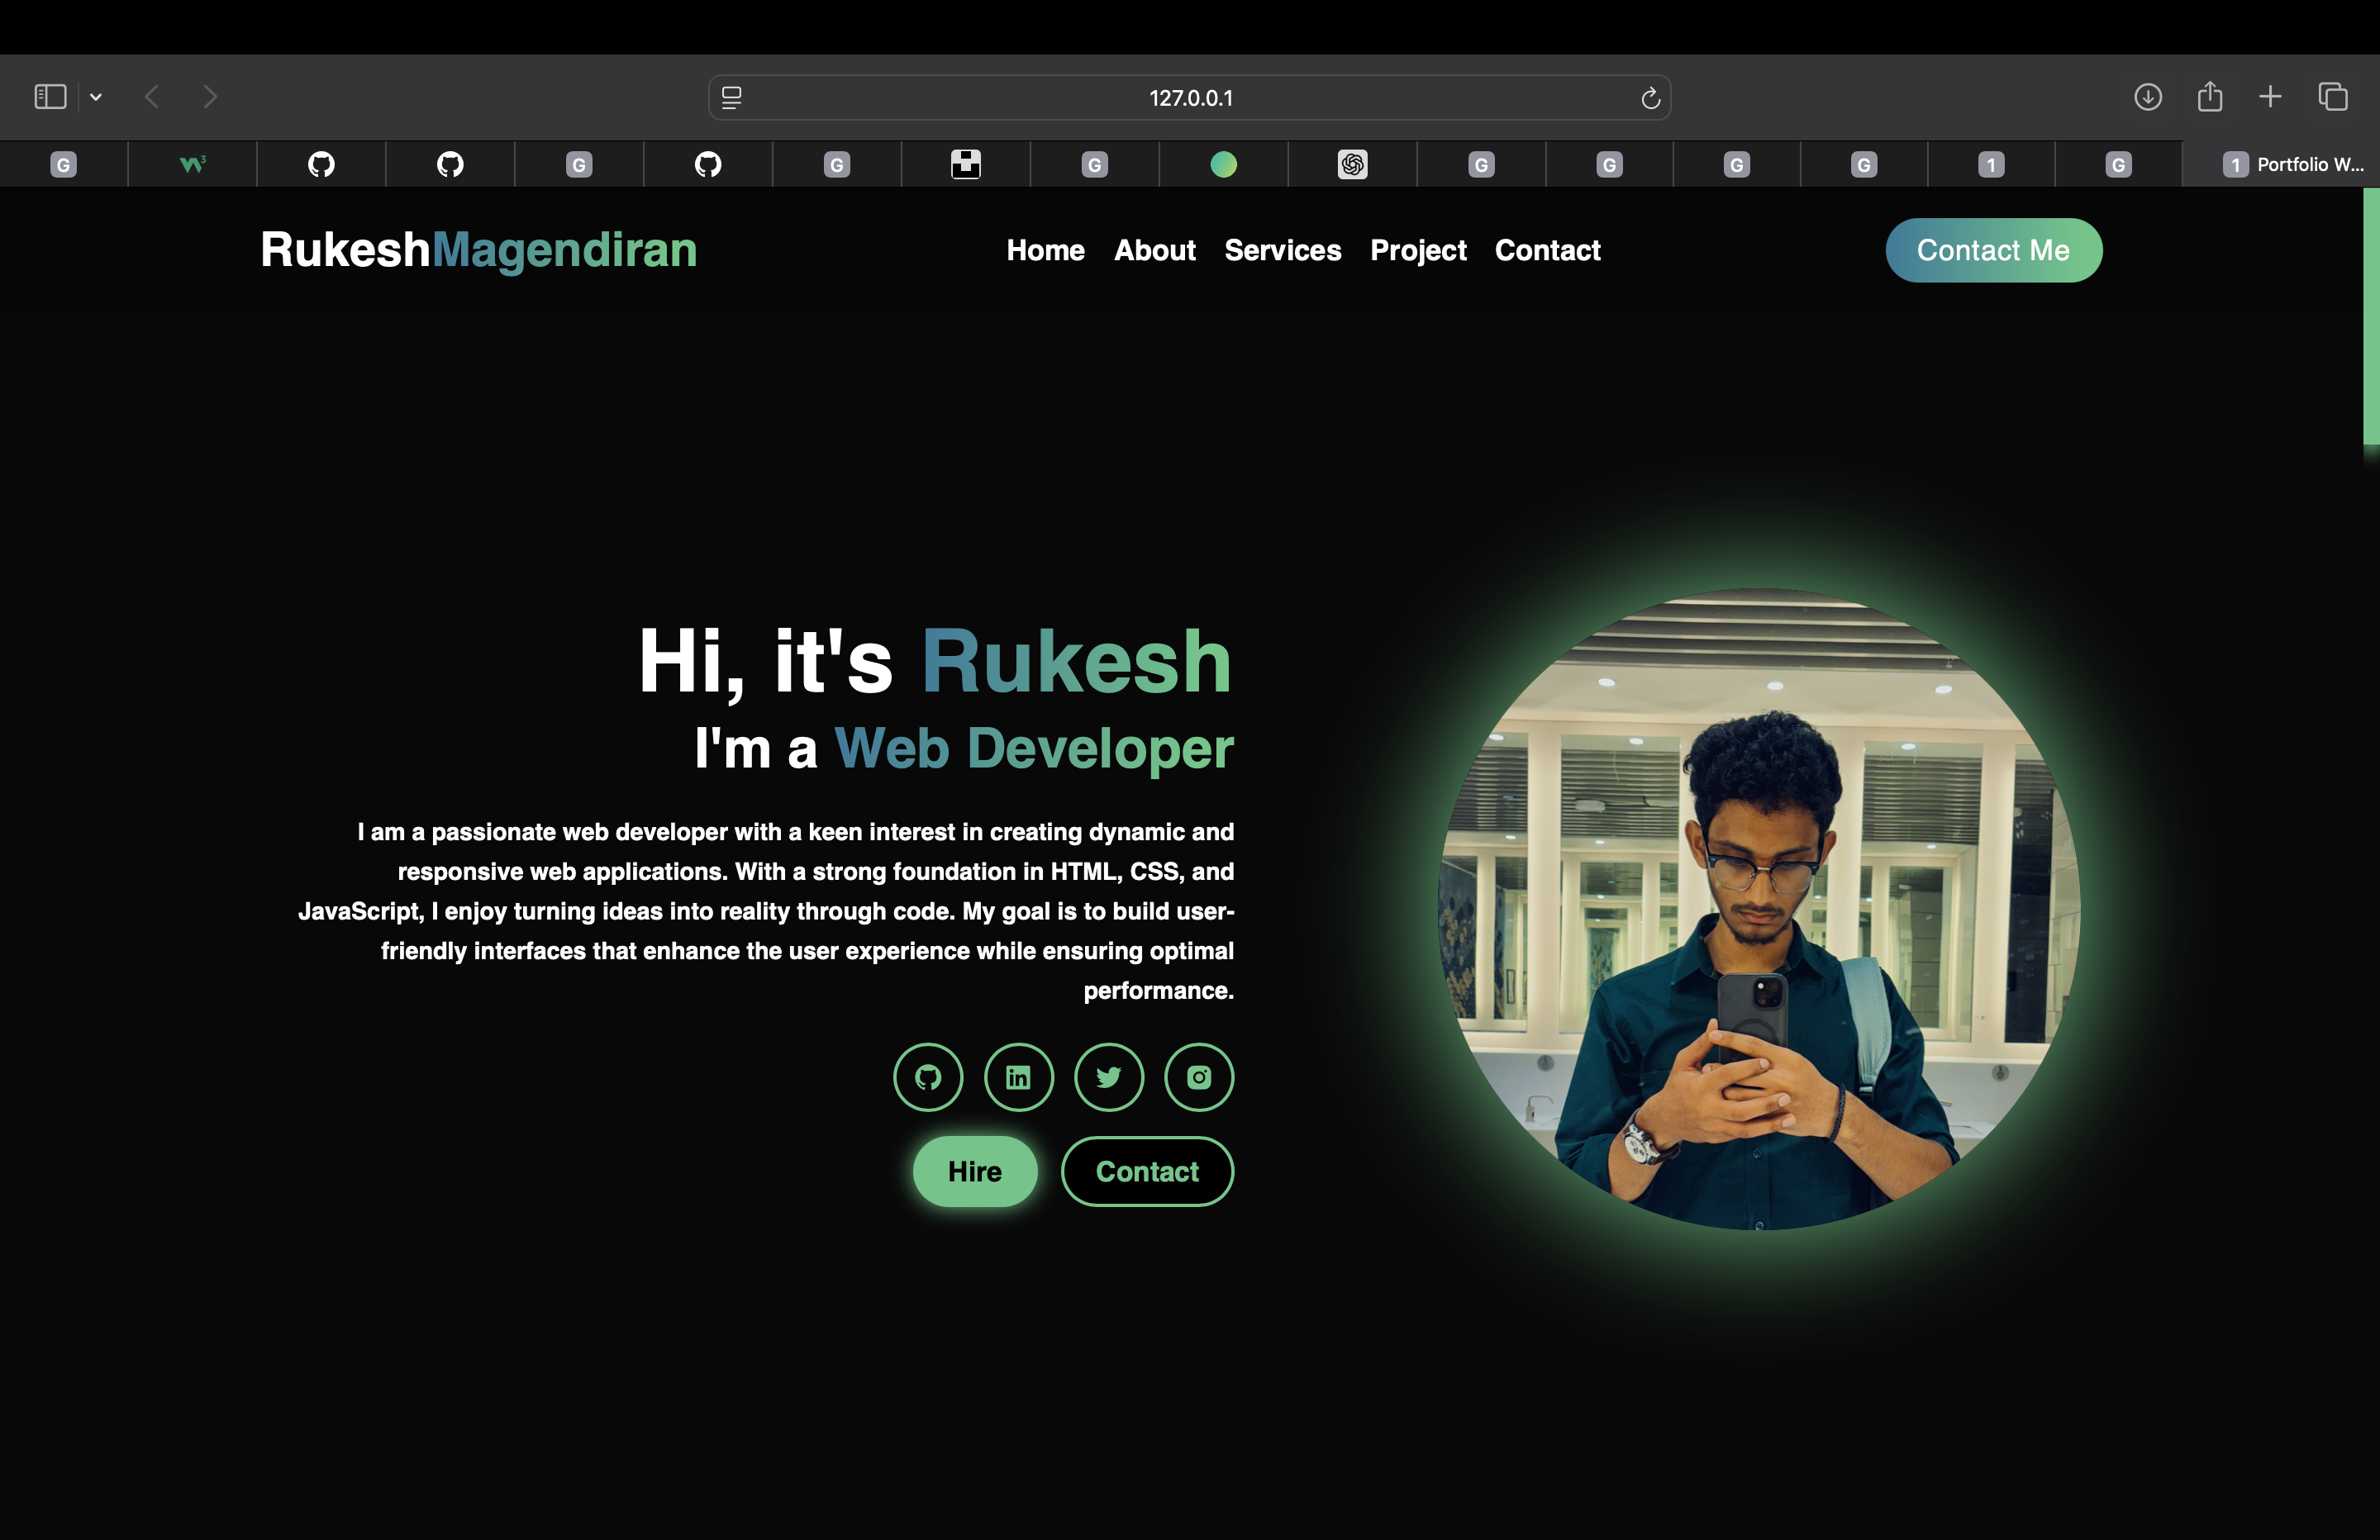 127.0.0.1
G
W3
G
G
G
G
G
G
G
1
G
1 Portfolio W...
RukeshMagendiran
Home About Services Project Contact
Contact Me
Hi, it's Rukesh
I'm a Web Developer
I am a passionate web developer with a keen interest in creating dynamic and
responsive web applications. With a strong foundation in HTML, CSS, and
JavaScript, I enjoy turning ideas into reality through code. My goal is to build user-
friendly interfaces that enhance the user experience while ensuring optimal
performance.
in
Hire Contact